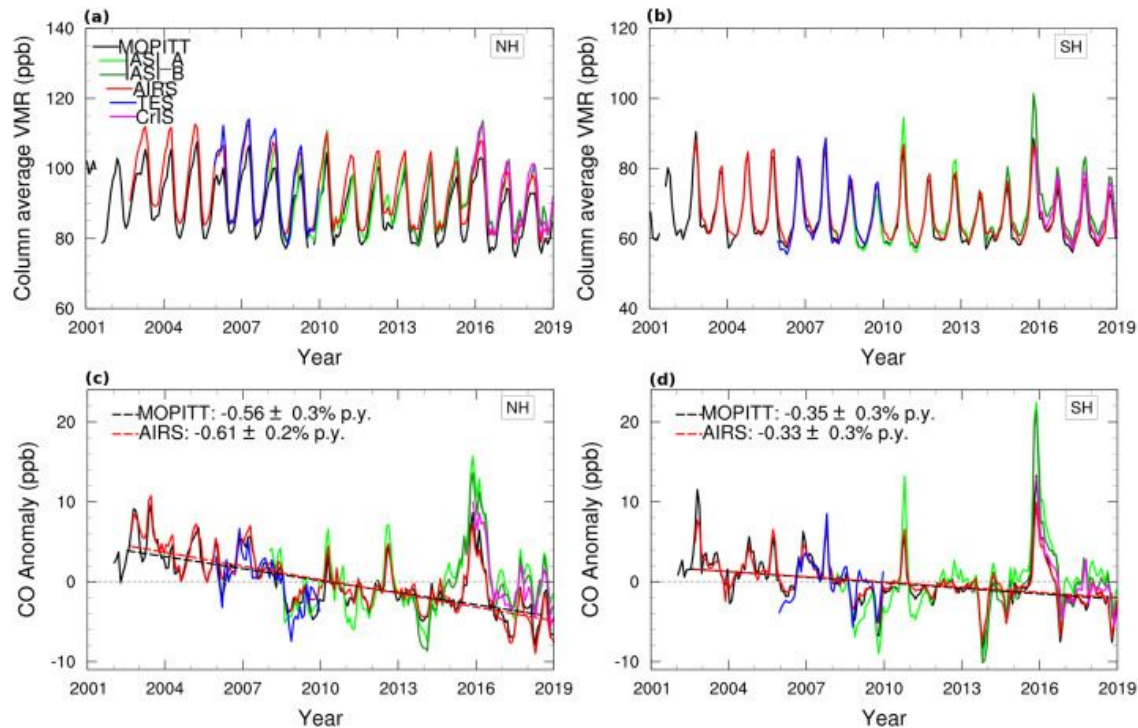 (a)
NH
Column average VMR (ppb)
140
120
100
80
60
MOPITT
IASI_A
IASI_B
AIRS
TES
CrIS
2001 2004 2007 2010 2013 2016 2019
Year
(b)
SH
Column average VMR (ppb)
120
100
80
60
40
2001 2004 2007 2010 2013 2016 2019
Year
(c)
NH
CO Anomaly (ppb)
20
10
0
-10
MOPITT: -0.56 ± 0.3% p.y.
AIRS: -0.61 ± 0.2% p.y.
2001 2004 2007 2010 2013 2016 2019
Year
(d)
SH
CO Anomaly (ppb)
20
10
0
-10
MOPITT: -0.35 ± 0.3% p.y.
AIRS: -0.33 ± 0.3% p.y.
2001 2004 2007 2010 2013 2016 2019
Year